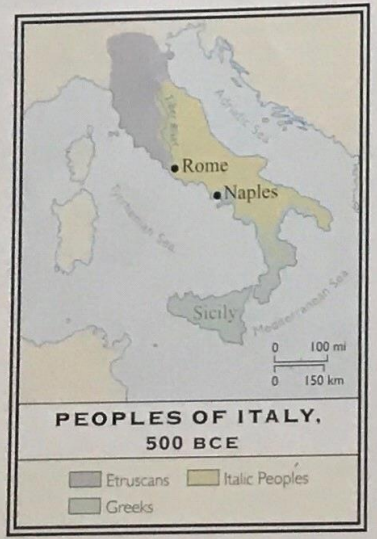 Adriatic Sea
Tiber River
Rome
Naples
Tyrrhenian Sea
Sicily
Mediterranean Sea
0 100 mi
0 150 km
PEOPLES OF ITALY,
500 BCE
Etruscans Italic Peoples
Greeks